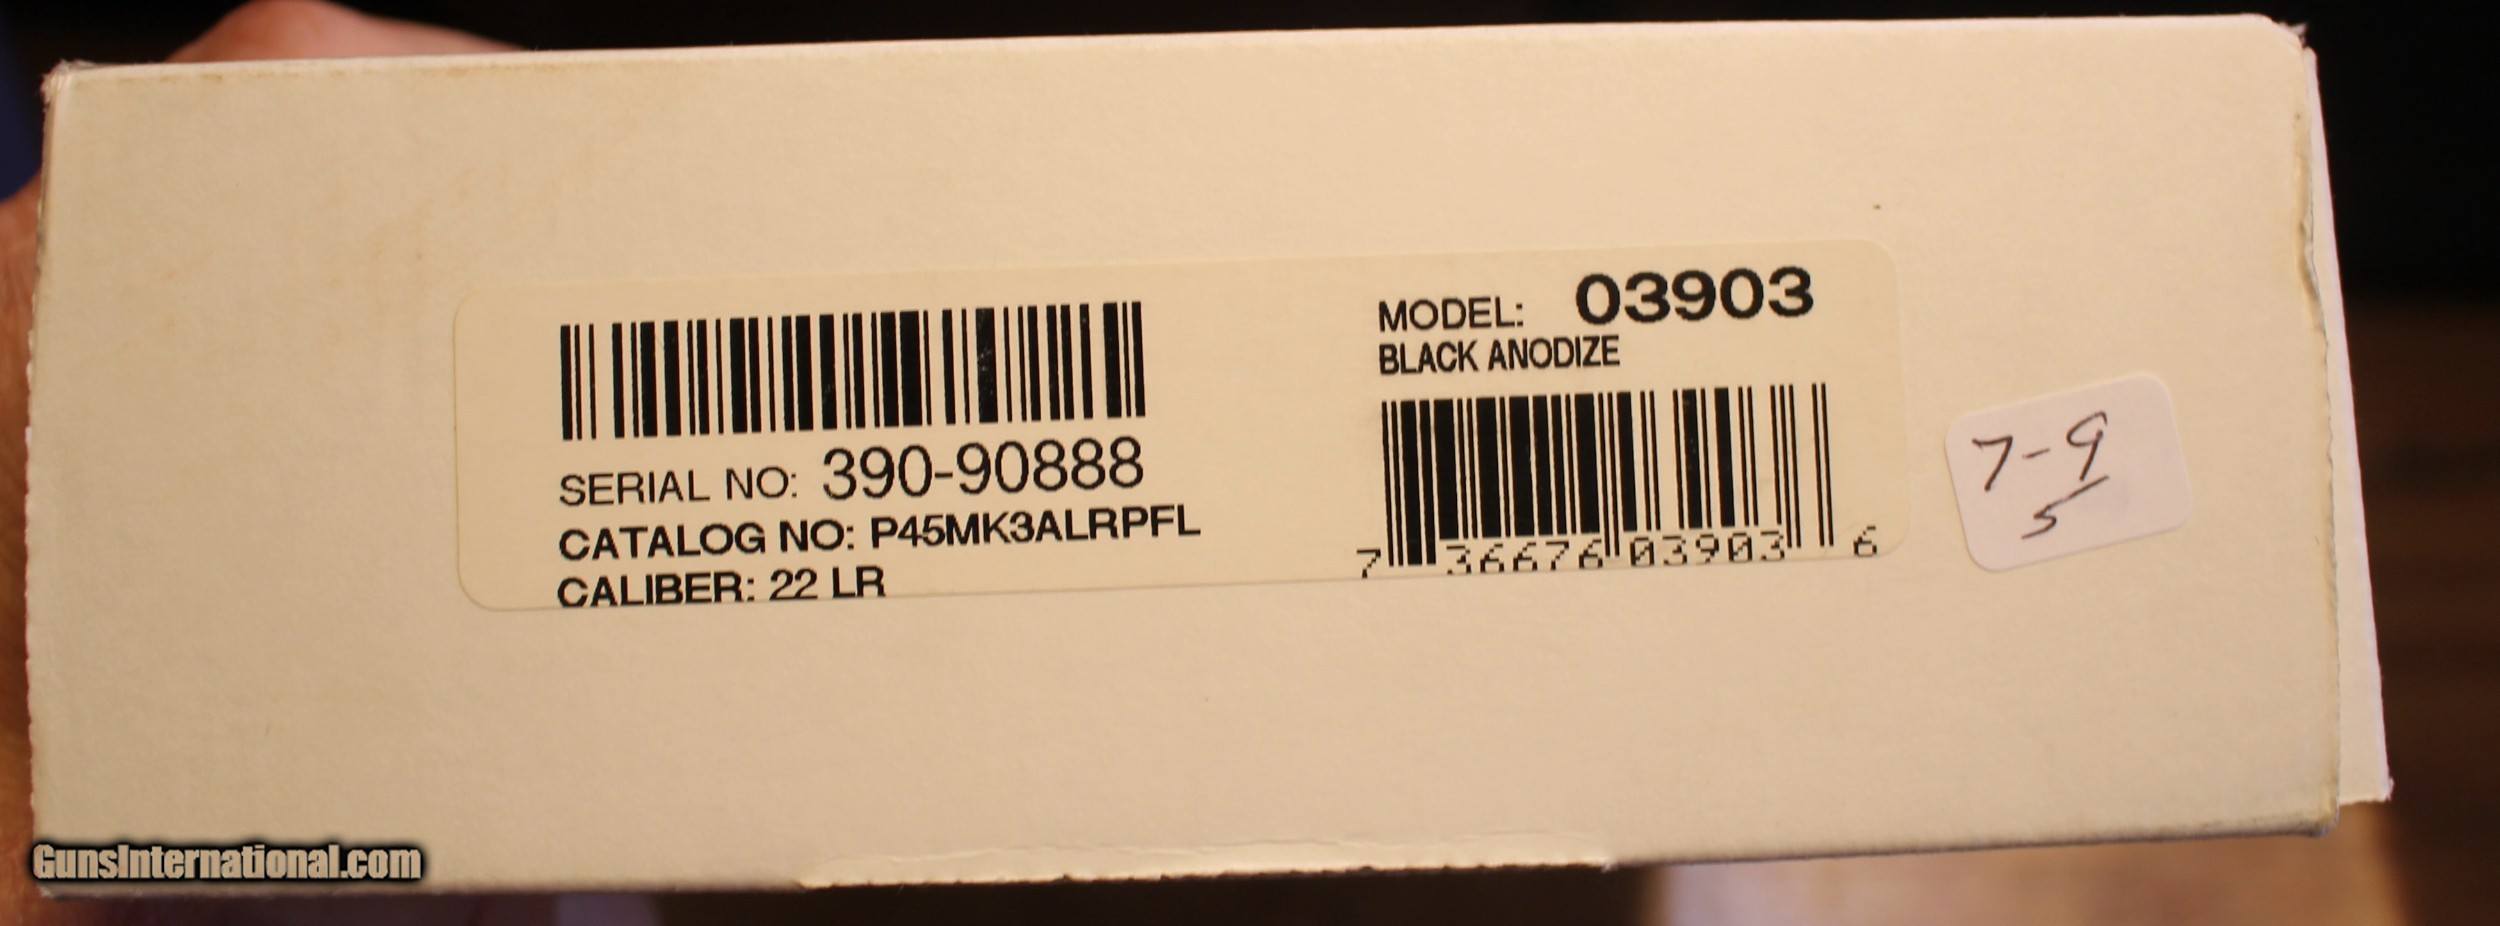 SERIAL NO: 390-90888
CATALOG NO: P45MK3ALRPFL
CALIBER: 22 LR
MODEL: 03903
BLACK ANODIZE
7 36676 03903 6
7-9
5
GunsInternational.com